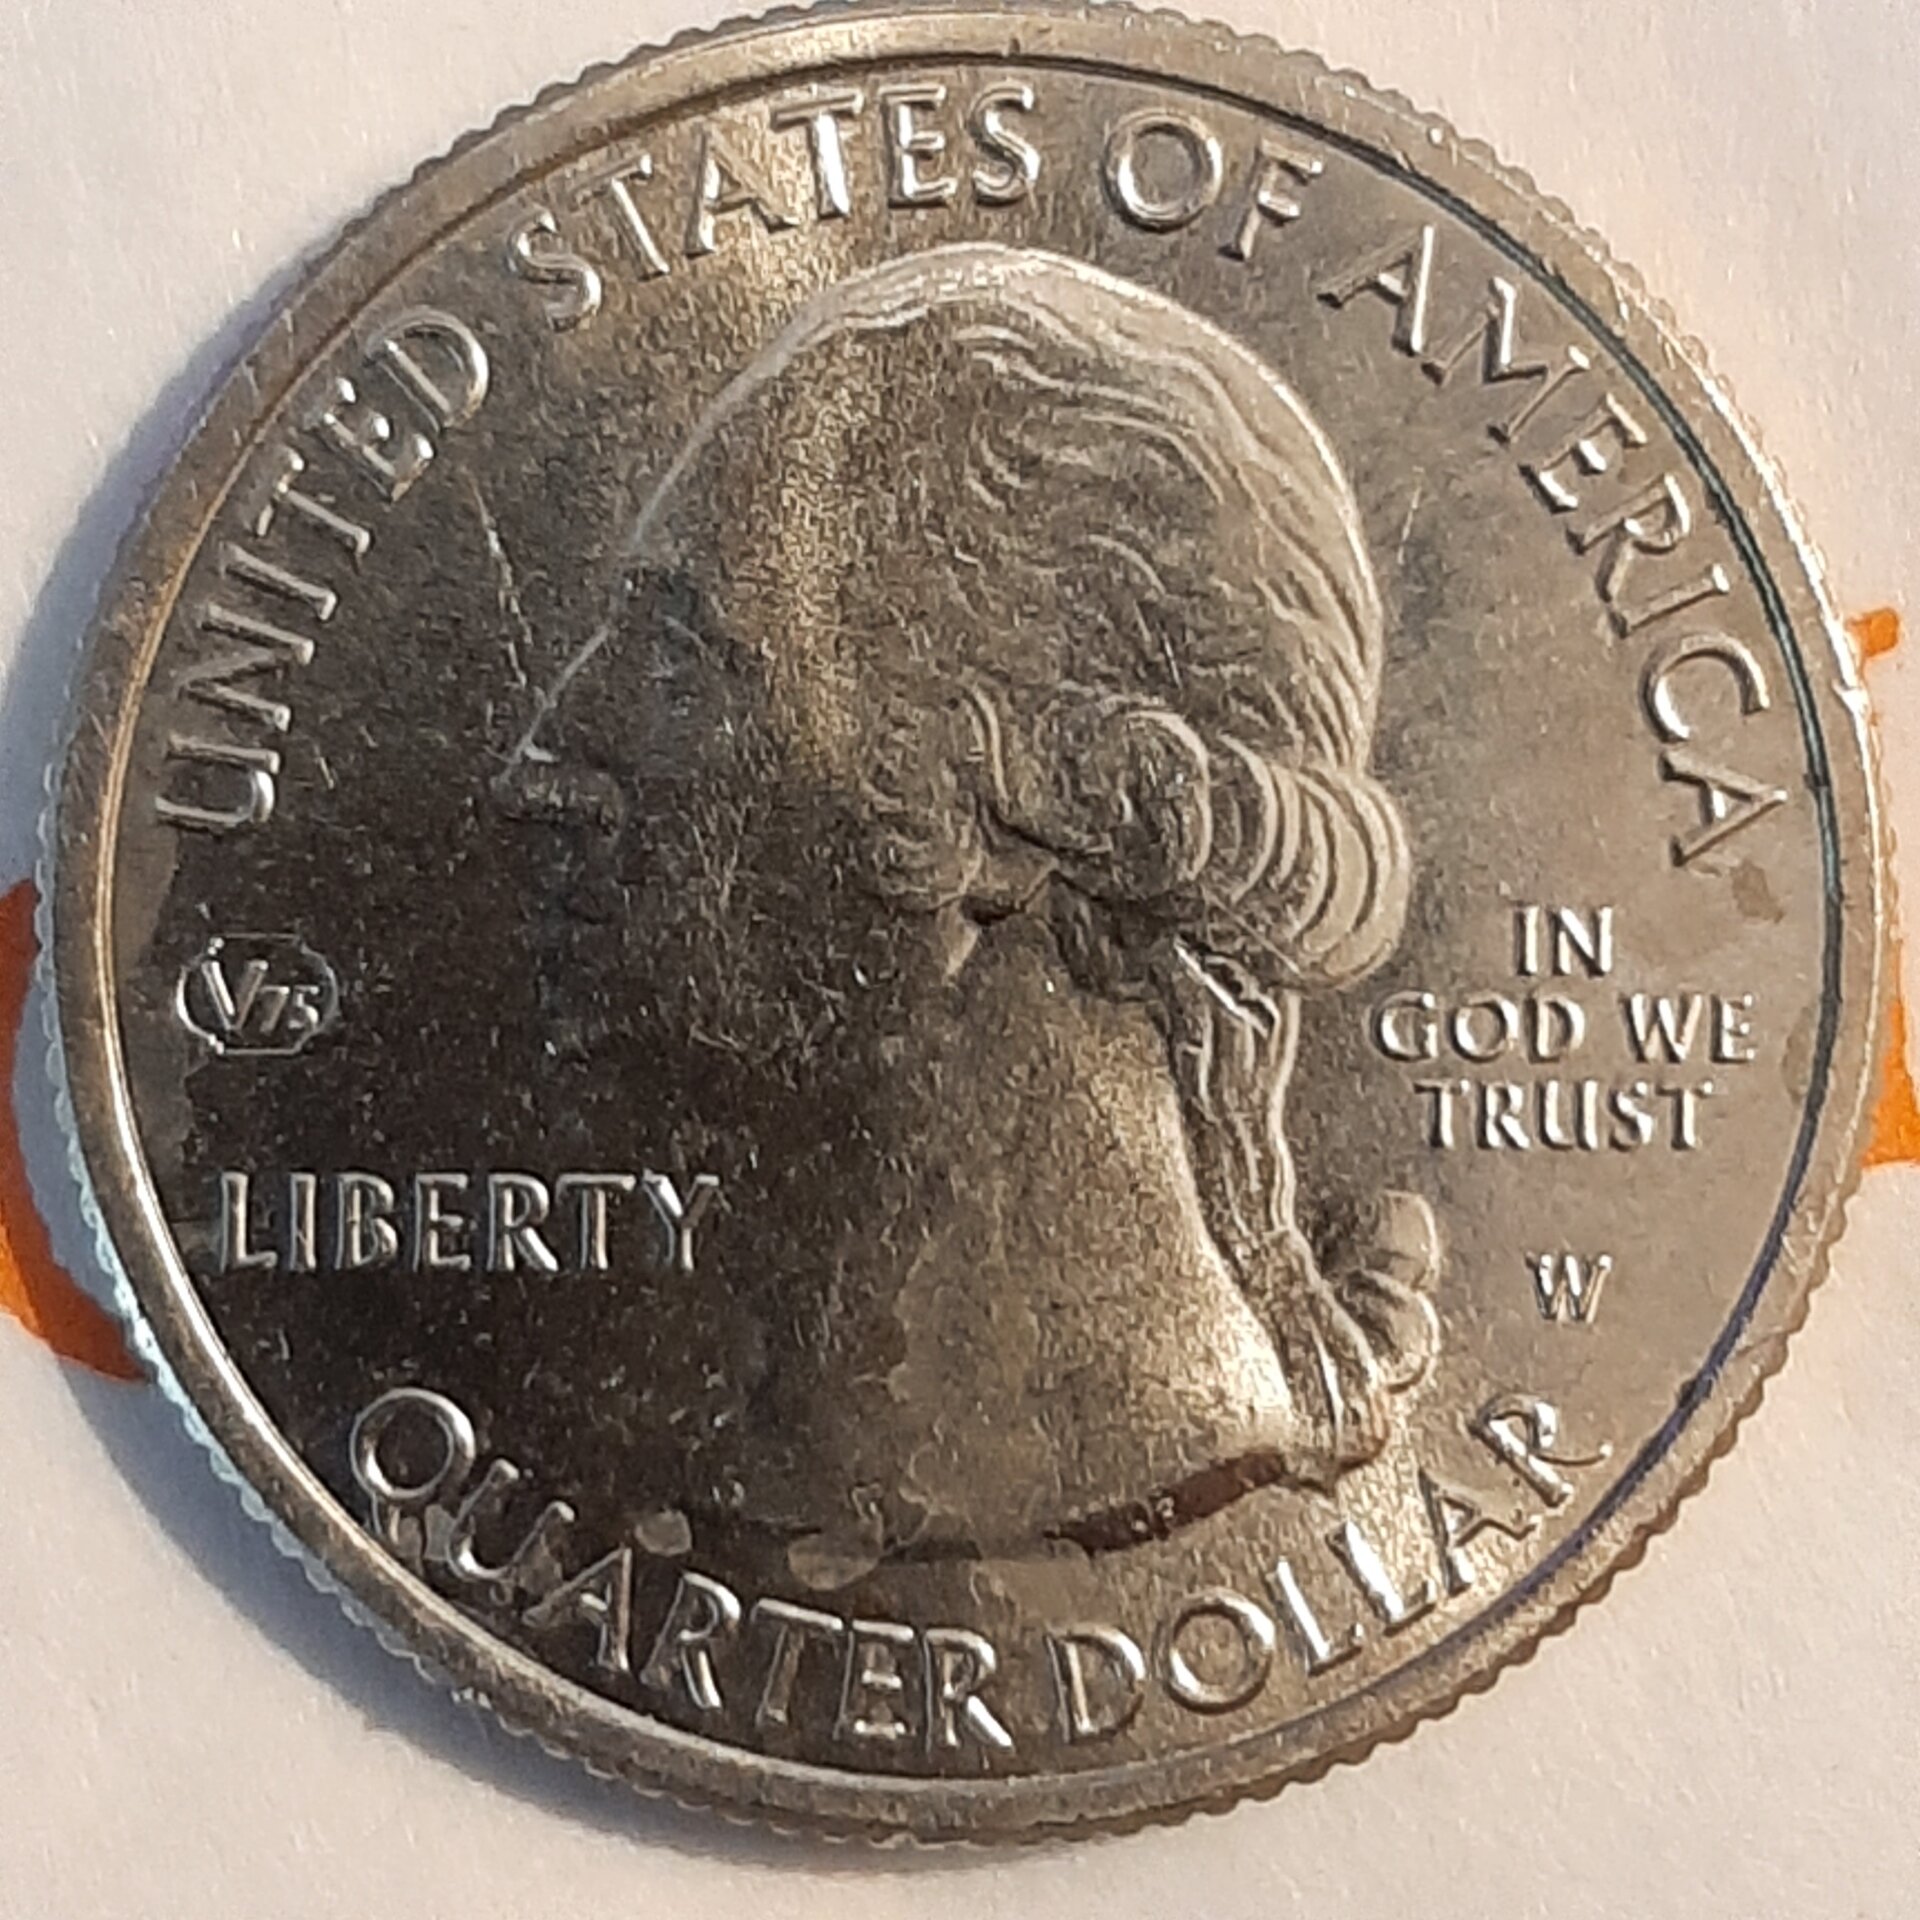 UNITED STATES OF AMERICA
V75
LIBERTY
IN
GOD WE
TRUST
W
QUARTER DOLLAR